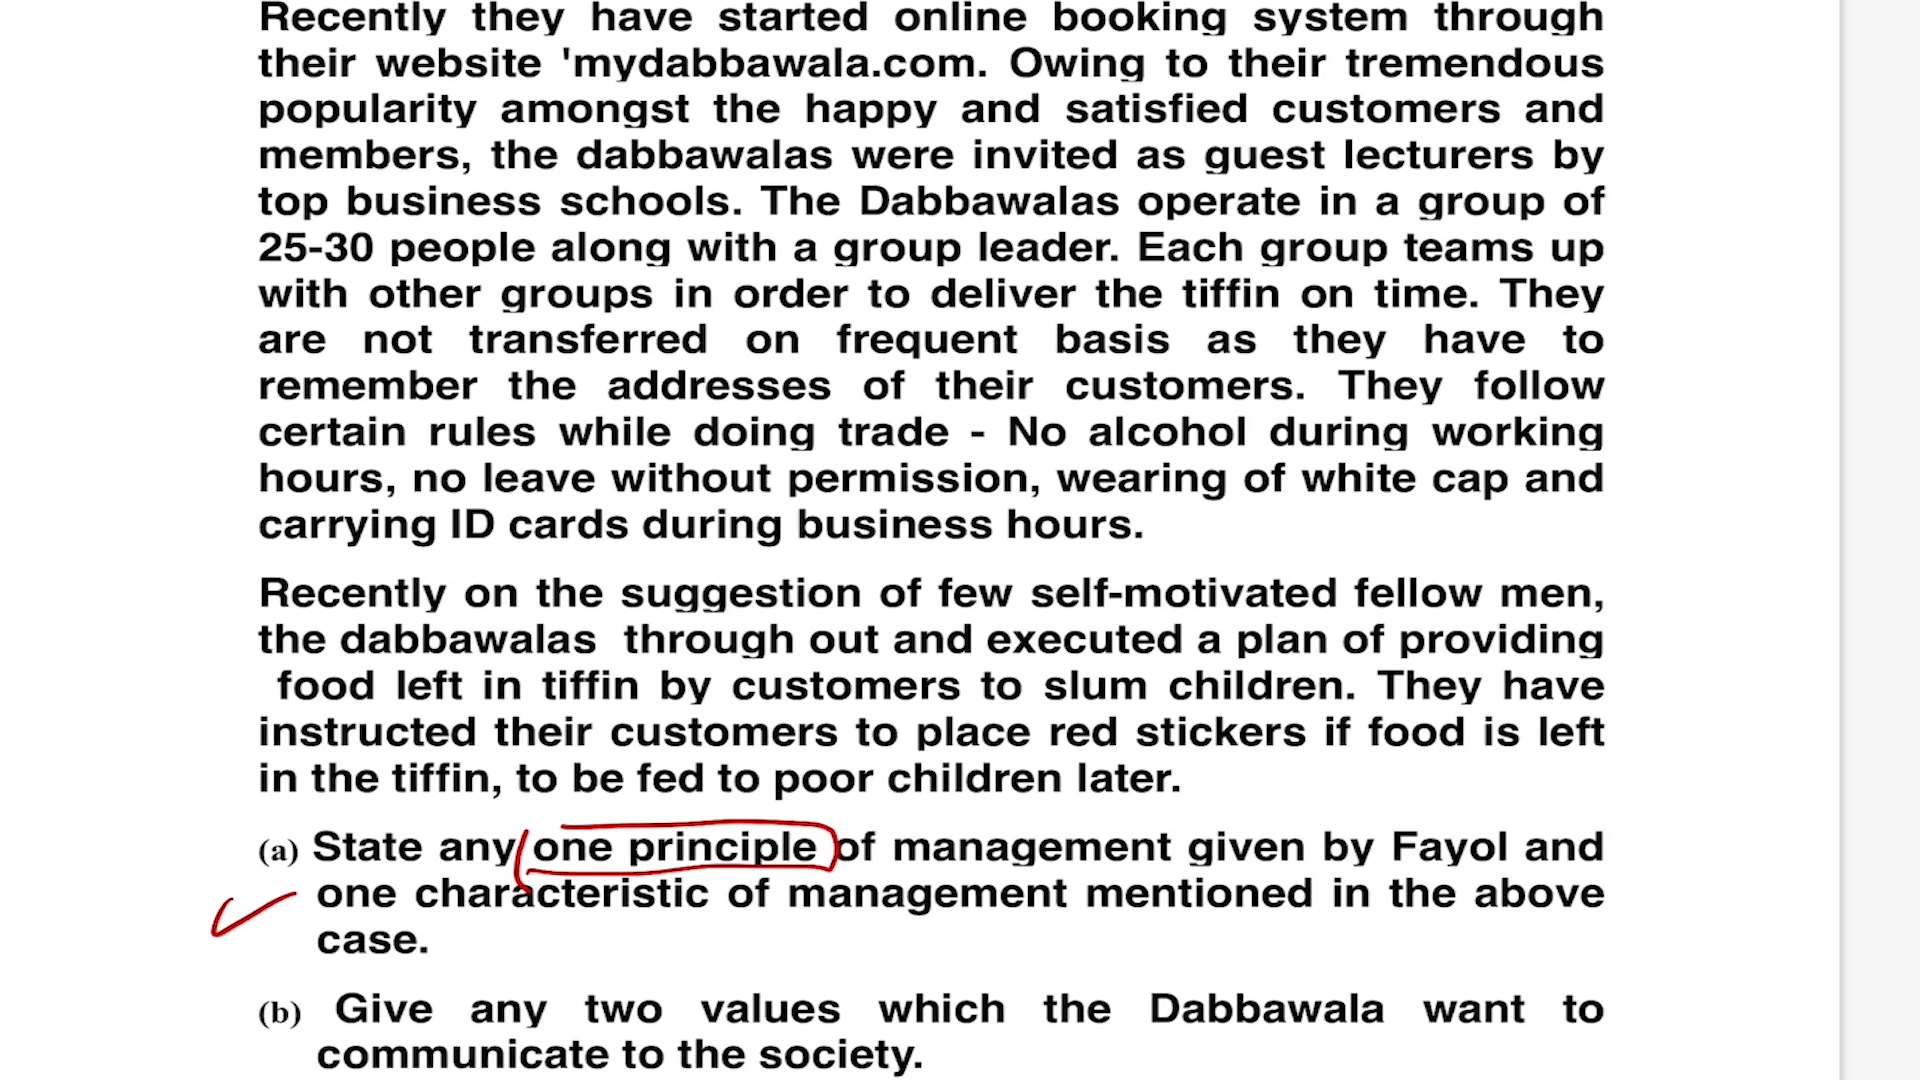 Recently they have started online booking system through
their website 'mydabbawala.com. Owing to their tremendous
popularity amongst the happy and satisfied customers and
members, the dabbawalas were invited as guest lecturers by
top business schools. The Dabbawalas operate in a group of
25-30 people along with a group leader. Each group teams up
with other groups in order to deliver the tiffin on time. They
are not transferred on frequent basis as they have to
remember the addresses of their customers. They follow
certain rules while doing trade - No alcohol during working
hours, no leave without permission, wearing of white cap and
carrying ID cards during business hours.
Recently on the suggestion of few self-motivated fellow men,
the dabbawalas through out and executed a plan of providing
food left in tiffin by customers to slum children. They have
instructed their customers to place red stickers if food is left
in the tiffin, to be fed to poor children later.
(a) State any one principle of management given by Fayol and
one characteristic of management mentioned in the above
case.
(b) Give any two values which the Dabbawala want to
communicate to the society.